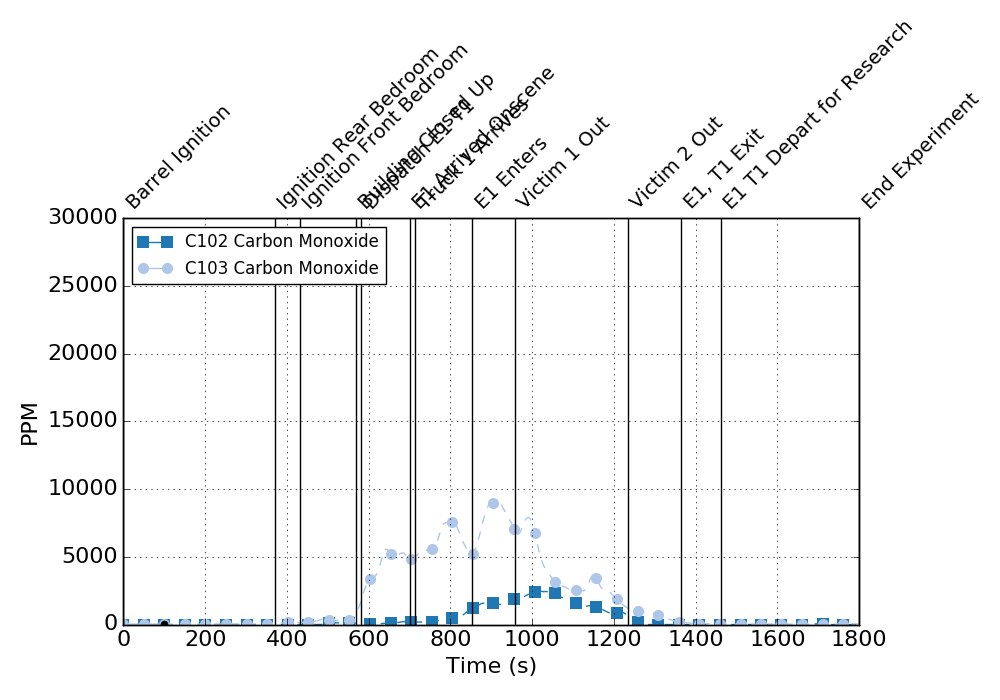 Barrel Ignition
Ignition Rear Bedroom
Ignition Front Bedroom
Building Closed Up
Dispatch E1 T1
E1 Arrived Onscene
Truck 1 Arrives
E1 Enters
Victim 1 Out
Victim 2 Out
E1, T1 Exit
E1 T1 Depart for Research
End Experiment
30000
25000
20000
15000
10000
5000
0
PPM
C102 Carbon Monoxide
C103 Carbon Monoxide
0 200 400 600 800 1000 1200 1400 1600 1800
Time (s)